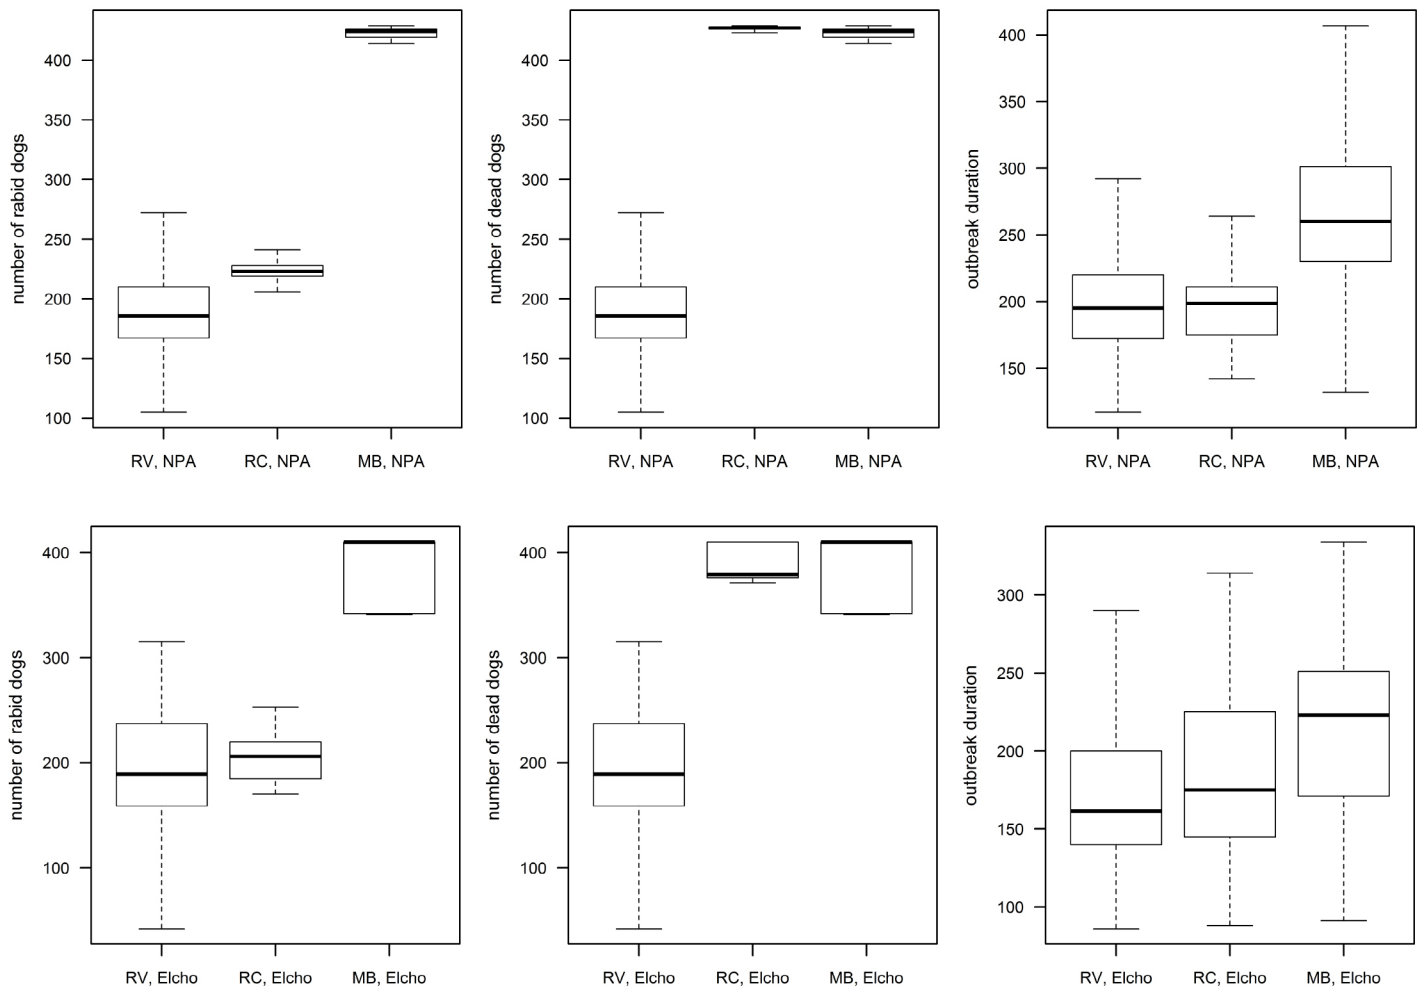 number of rabid dogs
400
350
300
250
200
150
100
RV, NPA
RC, NPA
MB, NPA
number of dead dogs
400
350
300
250
200
150
100
RV, NPA
RC, NPA
MB, NPA
outbreak duration
400
350
300
250
200
150
RV, NPA
RC, NPA
MB, NPA
number of rabid dogs
400
300
200
100
RV, Elcho
RC, Elcho
MB, Elcho
number of dead dogs
400
300
200
100
RV, Elcho
RC, Elcho
MB, Elcho
outbreak duration
300
250
200
150
100
RV, Elcho
RC, Elcho
MB, Elcho